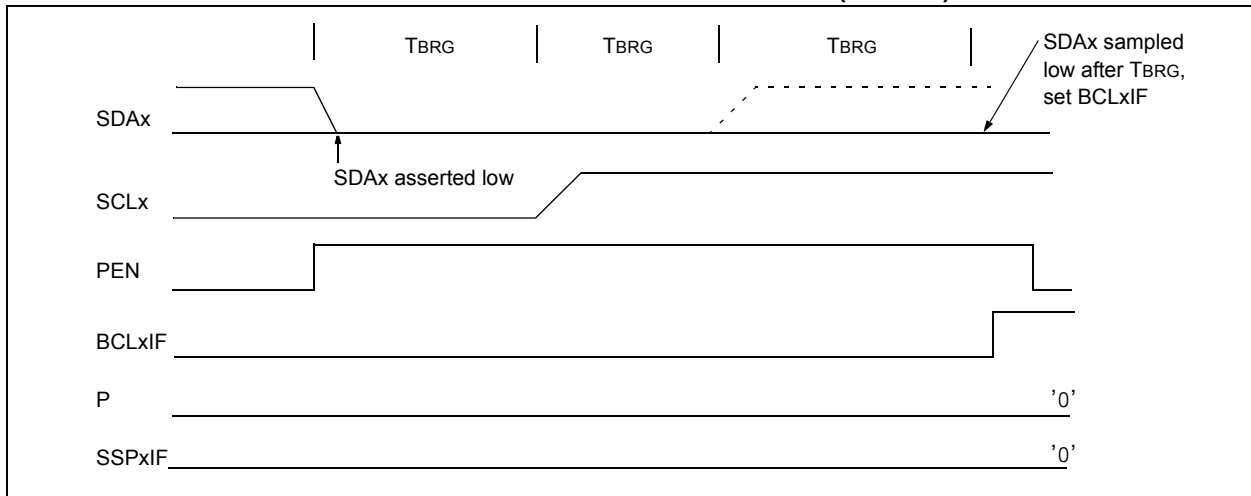 TBRG TBRG TBRG
SDAx sampled
low after TBRG,
set BCLxIF
SDAx
SDAx asserted low
SCLx
PEN
BCLxIF
P '0'
SSPxIF '0'